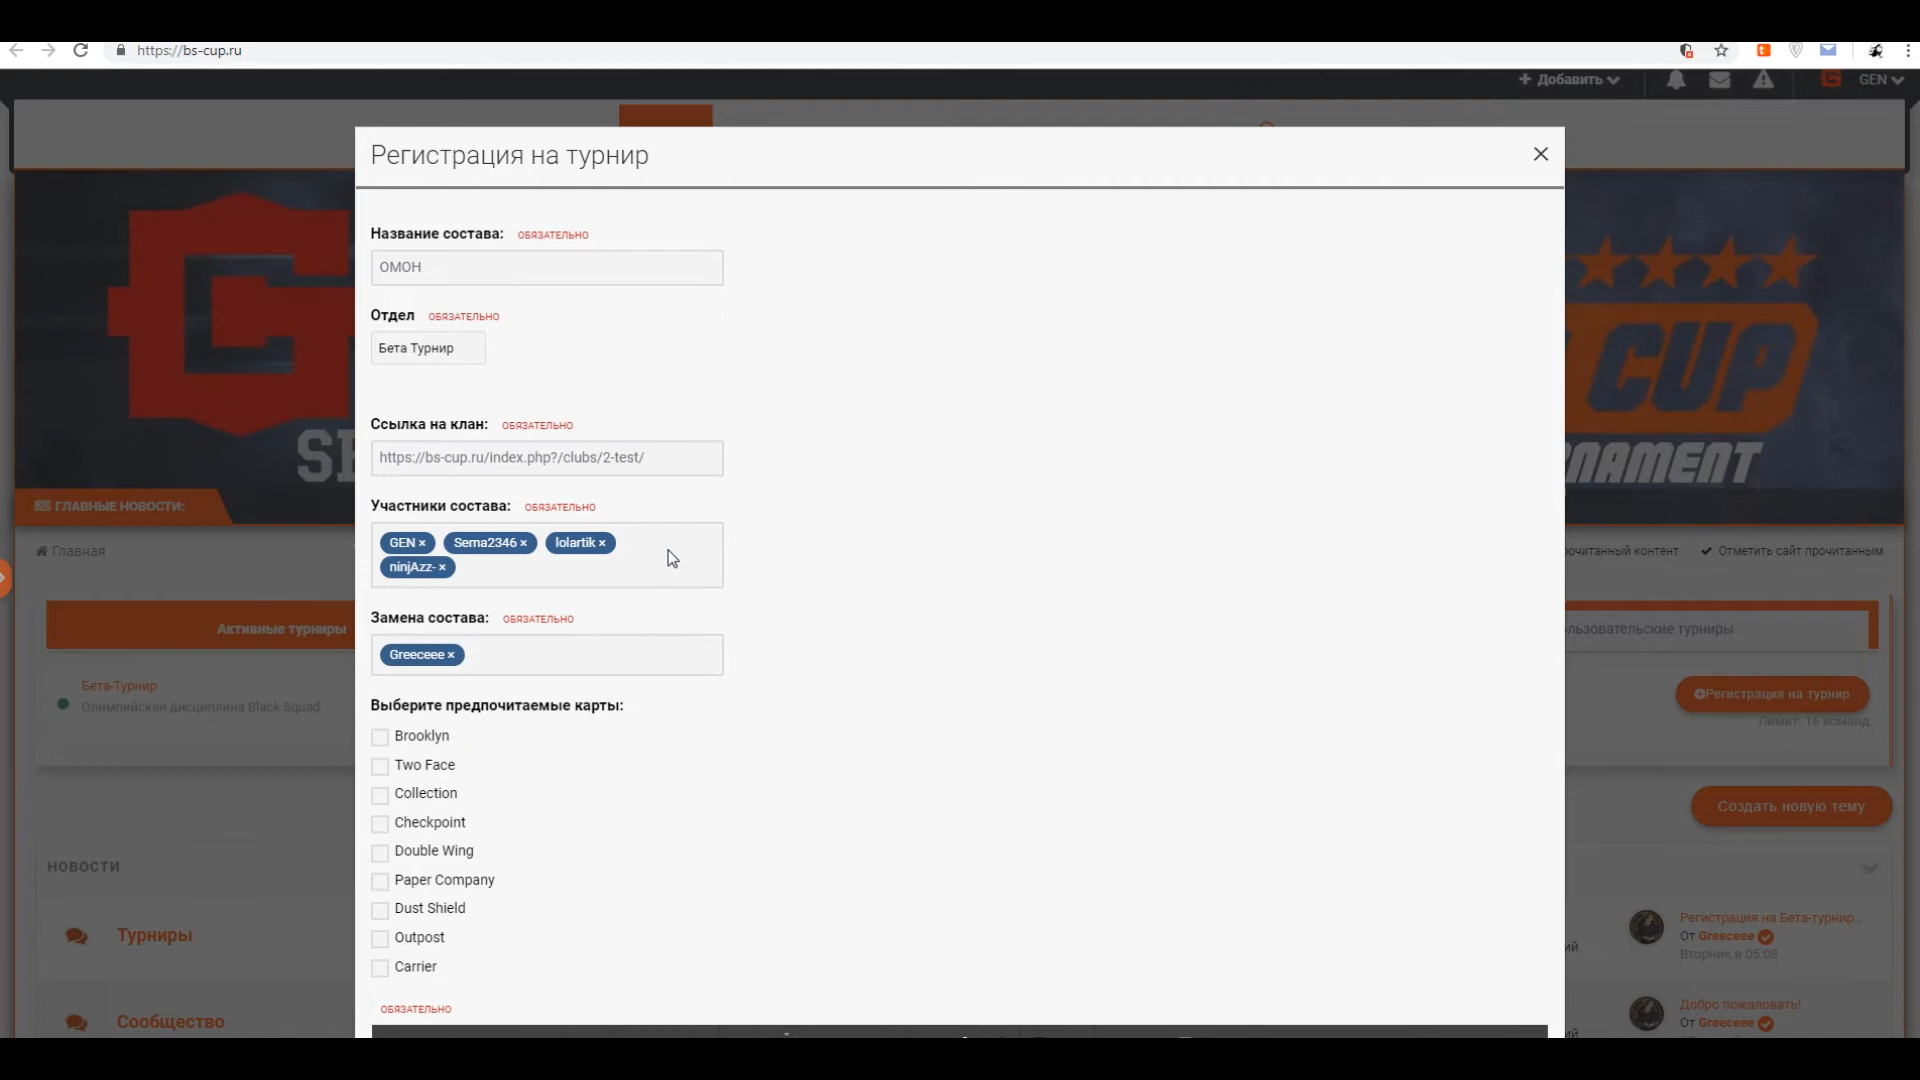 https://bs-cup.ru
Добавить
GEN
Регистрация на турнир
Название состава: ОБЯЗАТЕЛЬНО
ОМОН
Отдел ОБЯЗАТЕЛЬНО
Бета Турнир
CUP
Ссылка на клан: ОБЯЗАТЕЛЬНО
https://bs-cup.ru/index.php?/clubs/2-test/
NAMENT
Участники состава: ОБЯЗАТЕЛЬНО
ГЛАВНЫЕ НОВОСТИ:
GEN × Sema2346 × lolartik ×
ninjAzz- ×
Главная
очитанный контент
Отметить сайт прочитанным
Замена состава: ОБЯЗАТЕЛЬНО
Активные турниры
льзовательские турниры
Greeceee ×
Бета-Турнир
Олимпийская дисциплина Black Squad
Регистрация на турнир
Лимит: 16 команд
Выберите предпочитаемые карты:
Brooklyn
Two Face
Collection
Checkpoint
Double Wing
Paper Company
Dust Shield
Outpost
Carrier
ОБЯЗАТЕЛЬНО
Создать новую тему
НОВОСТИ
Турниры
Регистрация на Бета-турнир...
От Greeceee
ий
Вторник в 05:08
Сообщество
Добро пожаловать!
От Greeceee
ий